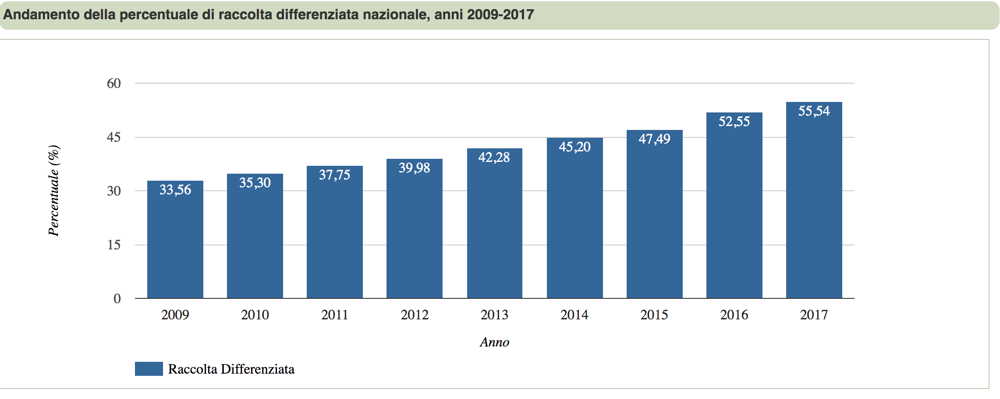 Andamento della percentuale di raccolta differenziata nazionale, anni 2009-2017
Percentuale (%)
60
45
30
15
0
33,56
35,30
37,75
39,98
42,28
45,20
47,49
52,55
55,54
2009 2010 2011 2012 2013 2014 2015 2016 2017
Anno
Raccolta Differenziata